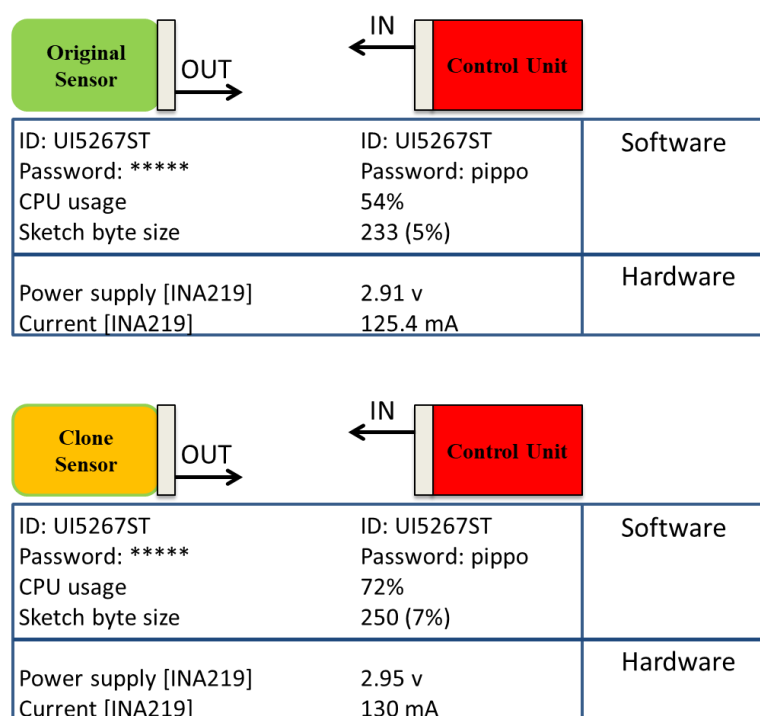 Original
Sensor
OUT
IN
Control Unit
ID: UI5267ST ID: UI5267ST Software
Password: ***** Password: pippo
CPU usage 54%
Sketch byte size 233 (5%)
Power supply [INA219] 2.91 v Hardware
Current [INA219] 125.4 mA
Clone
Sensor
OUT
IN
Control Unit
ID: UI5267ST ID: UI5267ST Software
Password: ***** Password: pippo
CPU usage 72%
Sketch byte size 250 (7%)
Power supply [INA219] 2.95 v Hardware
Current [INA219] 130 mA